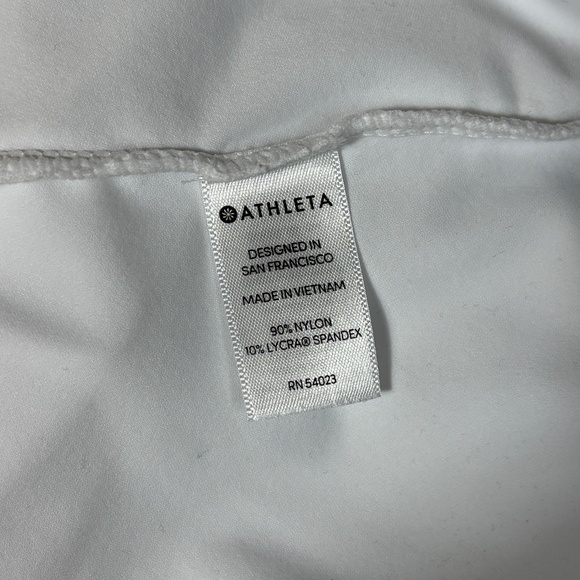 ATHLETA
DESIGNED IN
SAN FRANCISCO
MADE IN VIETNAM
90% NYLON
10% LYCRA® SPANDEX
RN 54023